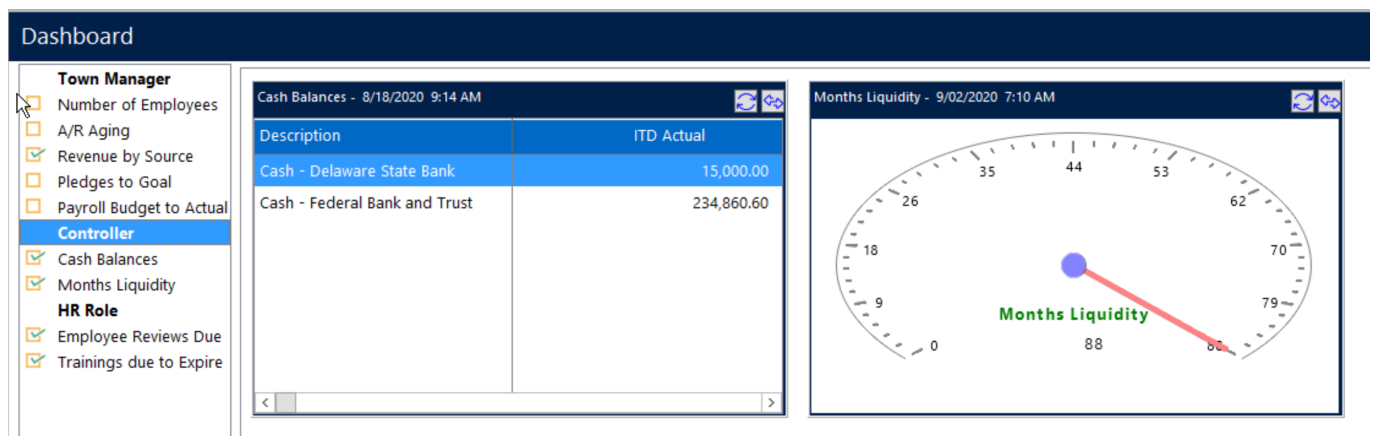 Dashboard
Town Manager
Number of Employees
A/R Aging
Revenue by Source
Pledges to Goal
Payroll Budget to Actual
Controller
Cash Balances
Months Liquidity
HR Role
Employee Reviews Due
Trainings due to Expire
Cash Balances - 8/18/2020 9:14 AM
Description ITD Actual
Cash - Delaware State Bank 15,000.00
Cash - Federal Bank and Trust 234,860.60
Months Liquidity - 9/02/2020 7:10 AM
44
35 53
26 62
18 70
9 79
Months Liquidity
0 88